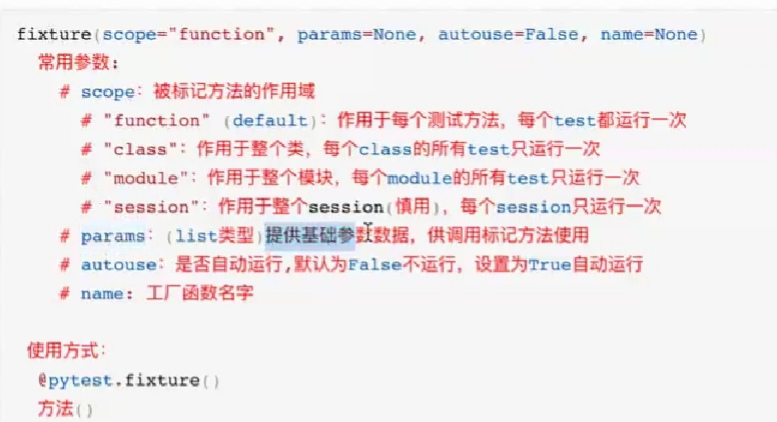 fixture(scope="function", params=None, autouse=False, name=None)
常用参数:
# scope: 被标记方法的作用域
# "function" (default): 作用于每个测试方法，每个test都运行一次
# "class": 作用于整个类，每个class的所有test只运行一次
# "module": 作用于整个模块，每个module的所有test只运行一次
# "session": 作用于整个session(慎用)，每个session只运行一次
# params: (list类型)提供基础参数数据，供调用标记方法使用
# autouse: 是否自动运行,默认为False不运行，设置为True自动运行
# name: 工厂函数名字
使用方式:
@pytest.fixture()
方法()